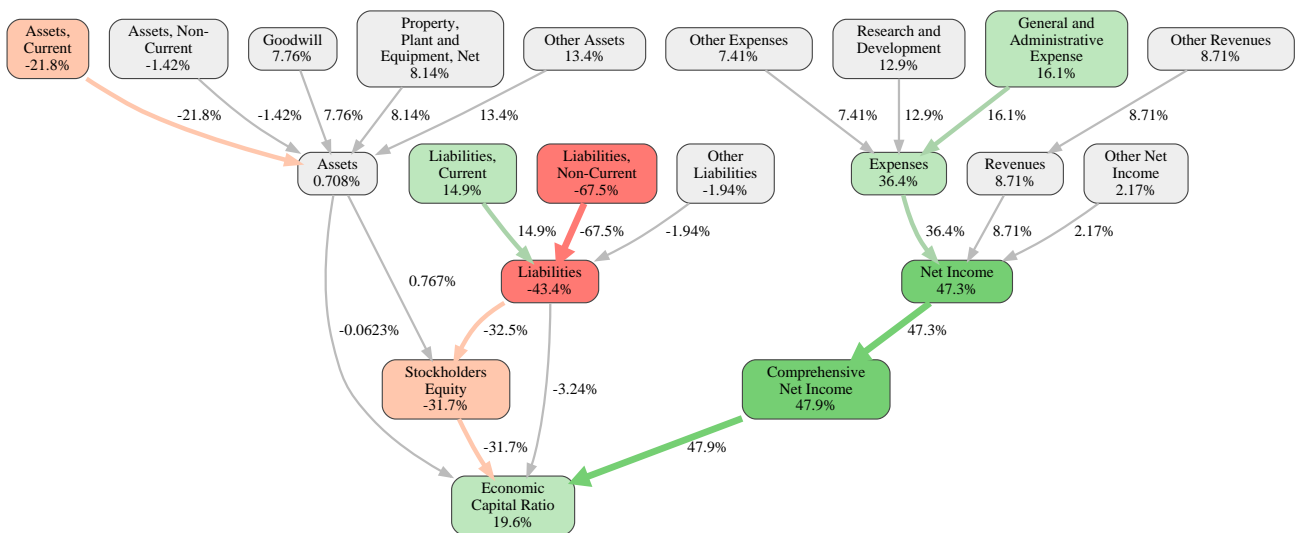 Assets,
Current
-21.8%
Assets, Non-
Current
-1.42%
Goodwill
7.76%
Property,
Plant and
Equipment, Net
8.14%
Other Assets
13.4%
Other Expenses
7.41%
Research and
Development
12.9%
General and
Administrative
Expense
16.1%
Other Revenues
8.71%
-21.8%
-1.42%
7.76%
8.14%
13.4%
7.41%
12.9%
16.1%
8.71%
Assets
0.708%
Liabilities,
Current
14.9%
Liabilities,
Non-Current
-67.5%
Other
Liabilities
-1.94%
Expenses
36.4%
Revenues
8.71%
Other Net
Income
2.17%
14.9%
-67.5%
-1.94%
36.4%
8.71%
2.17%
0.767%
Liabilities
-43.4%
Net Income
47.3%
-0.0623%
-32.5%
47.3%
Stockholders
Equity
-31.7%
-3.24%
Comprehensive
Net Income
47.9%
-31.7%
47.9%
Economic
Capital Ratio
19.6%